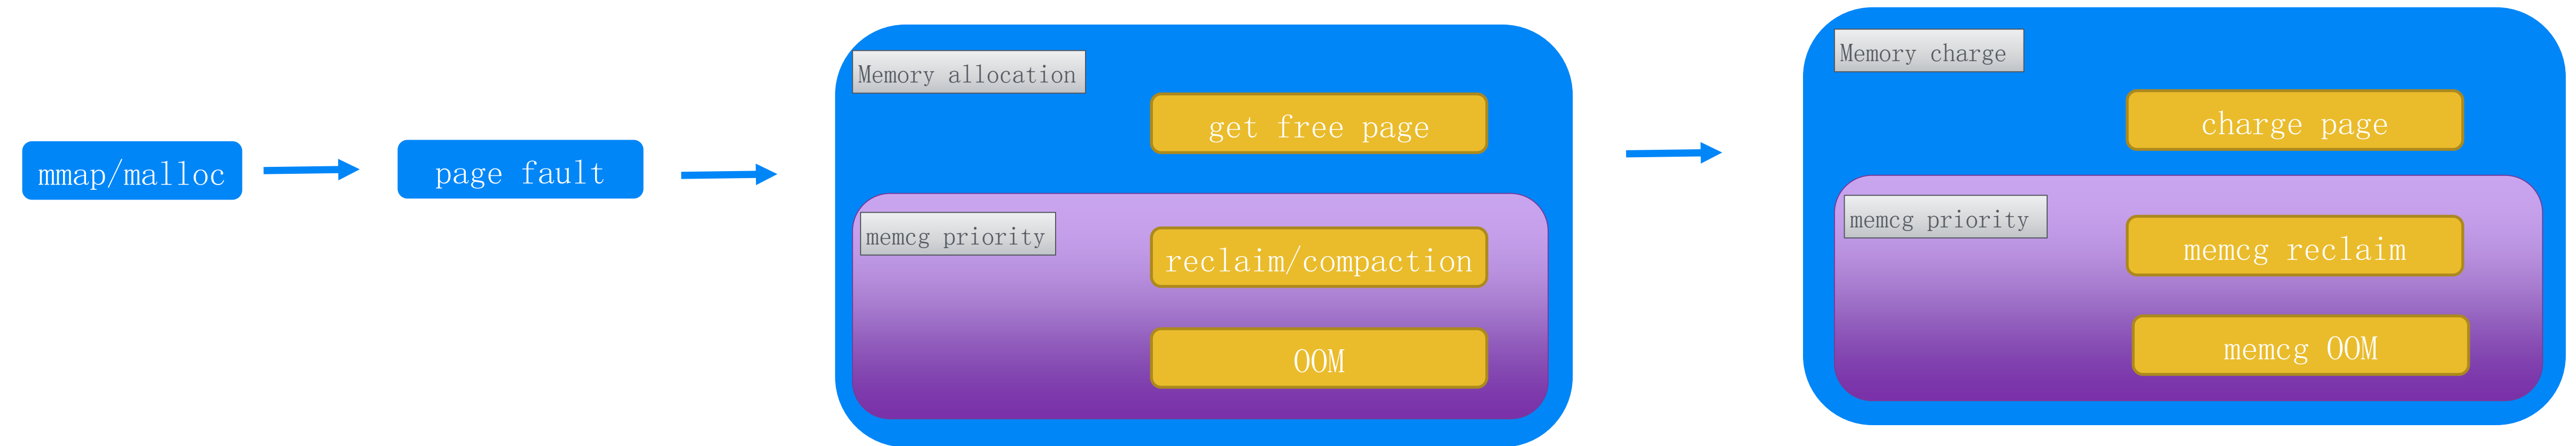 mmap/malloc
page fault
Memory allocation
get free page
memcg priority
reclaim/compaction
OOM
Memory charge
charge page
memcg priority
memcg reclaim
memcg OOM